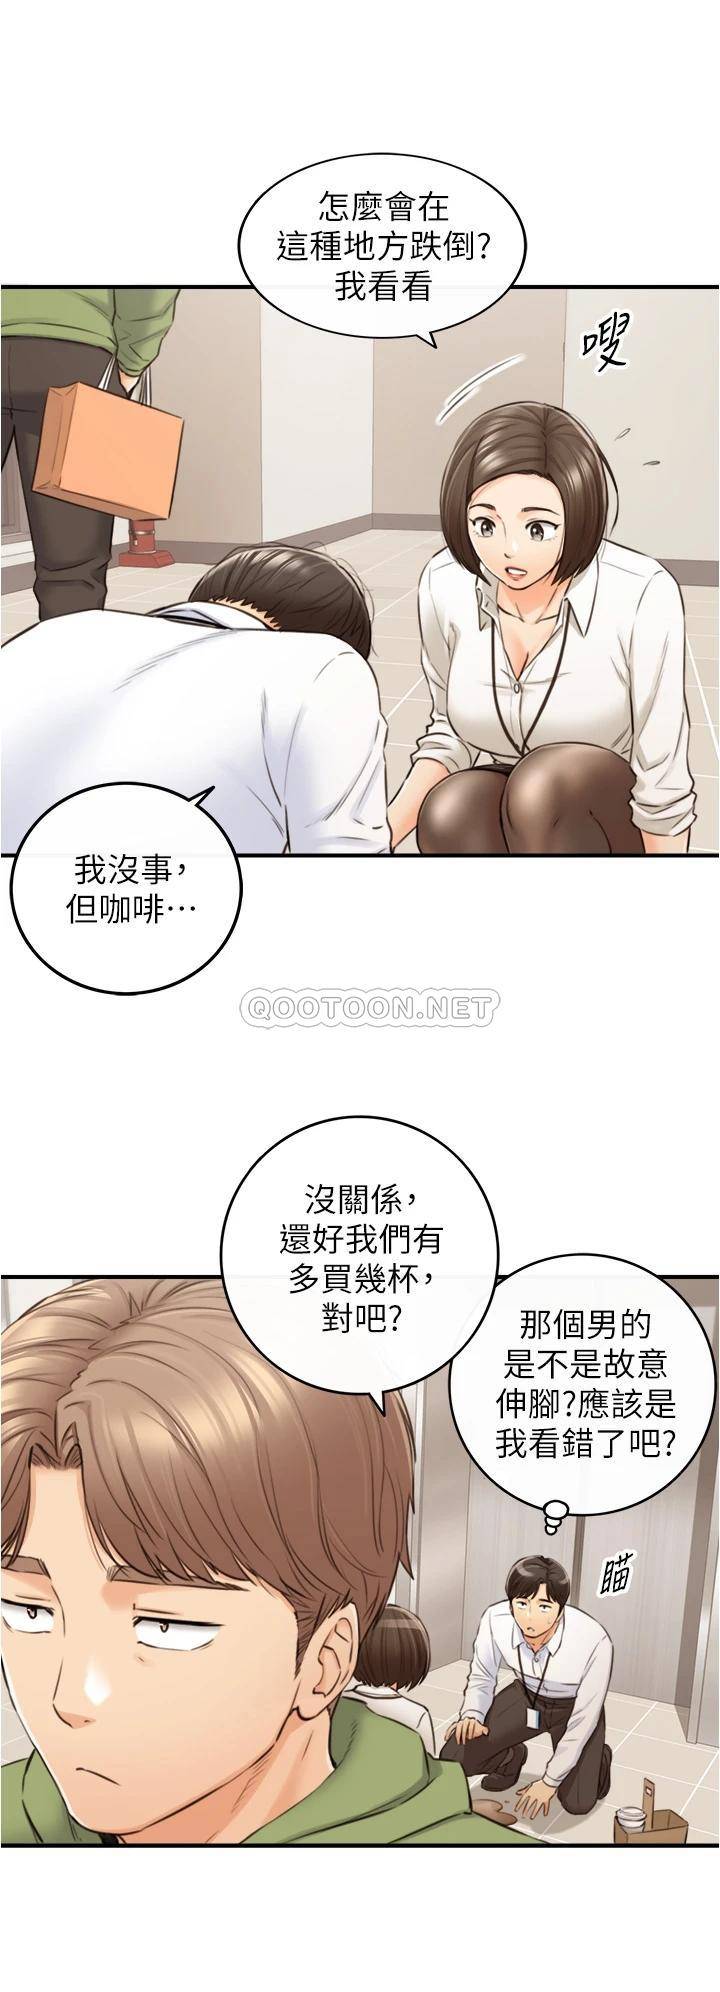 怎麼會在
這種地方跌倒?
我看看
嗖
我沒事,
但咖啡…
QOOTOON.NET
沒關係,
還好我們有
多買幾杯,
對吧?
那個男的
是不是故意
伸腳?應該是
我看錯了吧?
瞄